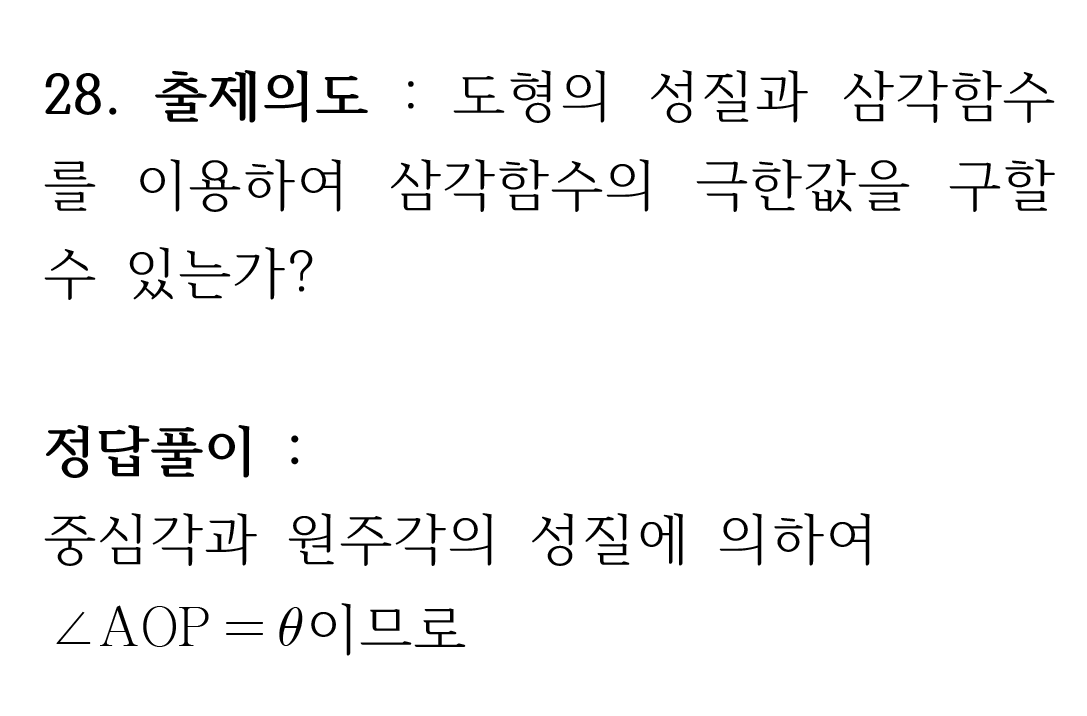 28. 출제의도 : 도형의 성질과 삼각함수
를 이용하여 삼각함수의 극한값을 구할
수 있는가?
정답풀이 :
중심각과 원주각의 성질에 의하여
∠AOP = θ이므로